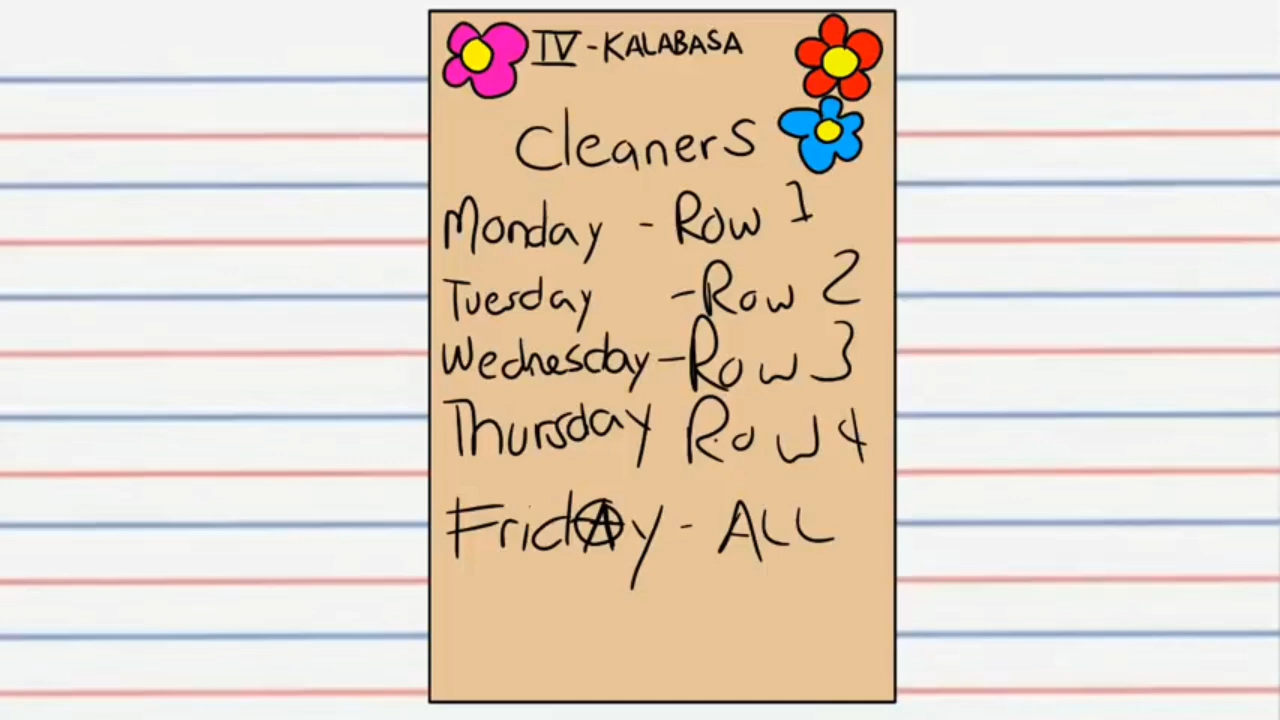 IV - KALABASA
Cleaners
Monday - Row 1
Tuesday - Row 2
Wednesday - Row 3
Thursday Row 4
FridAy - ALL